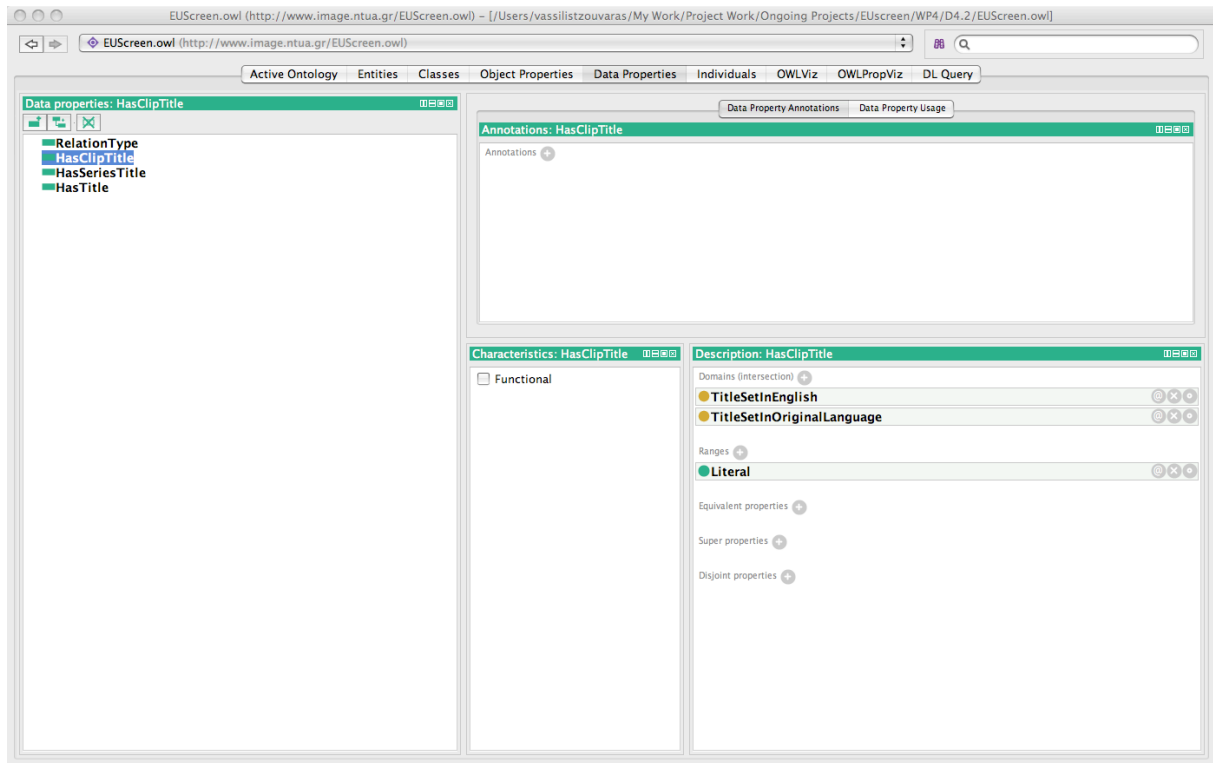 EUScreen.owl (http://www.image.ntua.gr/EUScreen.owl) – [/Users/vassilistzouvaras/My Work/Project Work/Ongoing Projects/EUscreen/WP4/D4.2/EUScreen.owl]
EUScreen.owl (http://www.image.ntua.gr/EUScreen.owl)
Active Ontology Entities Classes Object Properties Data Properties Individuals OWLViz OWLPropViz DL Query
Data properties: HasClipTitle
RelationType
HasClipTitle
HasSeriesTitle
HasTitle
Data Property Annotations Data Property Usage
Annotations: HasClipTitle
Annotations
Characteristics: HasClipTitle
Functional
Description: HasClipTitle
Domains (intersection)
TitleSetInEnglish
TitleSetInOriginalLanguage
Ranges
Literal
Equivalent properties
Super properties
Disjoint properties